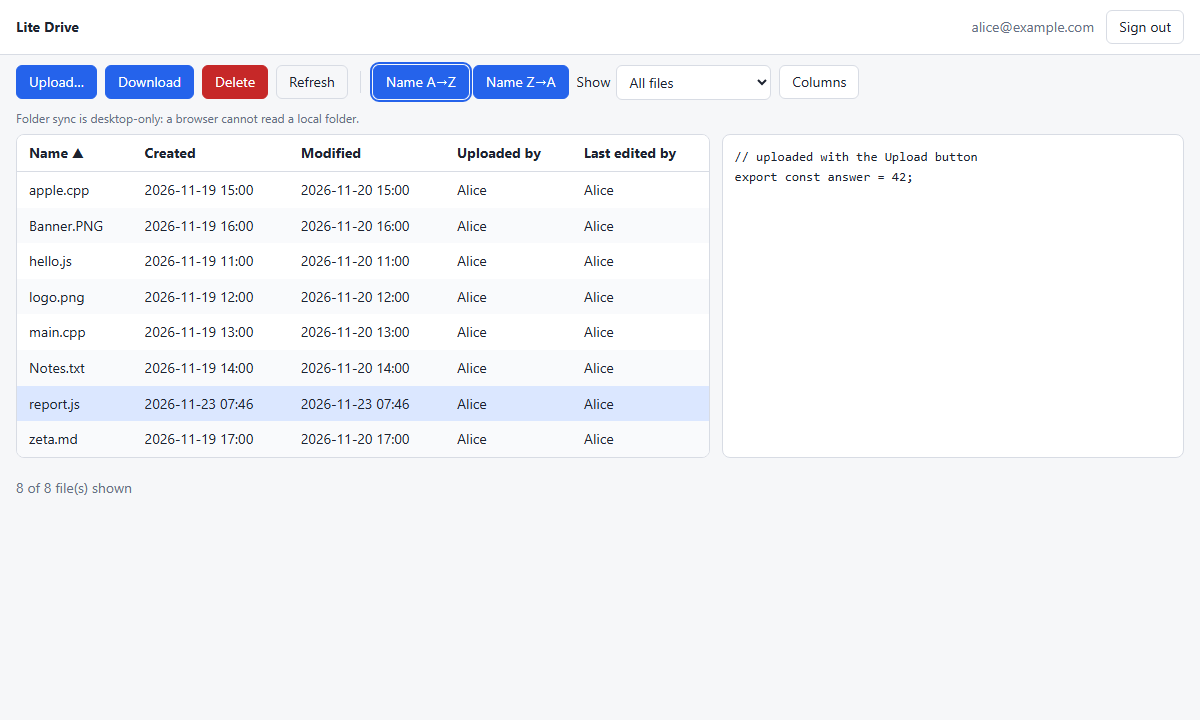 Lite Drive
alice@example.com
Sign out
Upload...
Download
Delete
Refresh
Name A→Z
Name Z→A
Show
All files
Columns
Folder sync is desktop-only: a browser cannot read a local folder.
Name ▲ Created Modified Uploaded by Last edited by
apple.cpp 2026-11-19 15:00 2026-11-20 15:00 Alice Alice
Banner.PNG 2026-11-19 16:00 2026-11-20 16:00 Alice Alice
hello.js 2026-11-19 11:00 2026-11-20 11:00 Alice Alice
logo.png 2026-11-19 12:00 2026-11-20 12:00 Alice Alice
main.cpp 2026-11-19 13:00 2026-11-20 13:00 Alice Alice
Notes.txt 2026-11-19 14:00 2026-11-20 14:00 Alice Alice
report.js 2026-11-23 07:46 2026-11-23 07:46 Alice Alice
zeta.md 2026-11-19 17:00 2026-11-20 17:00 Alice Alice
// uploaded with the Upload button
export const answer = 42;
8 of 8 file(s) shown